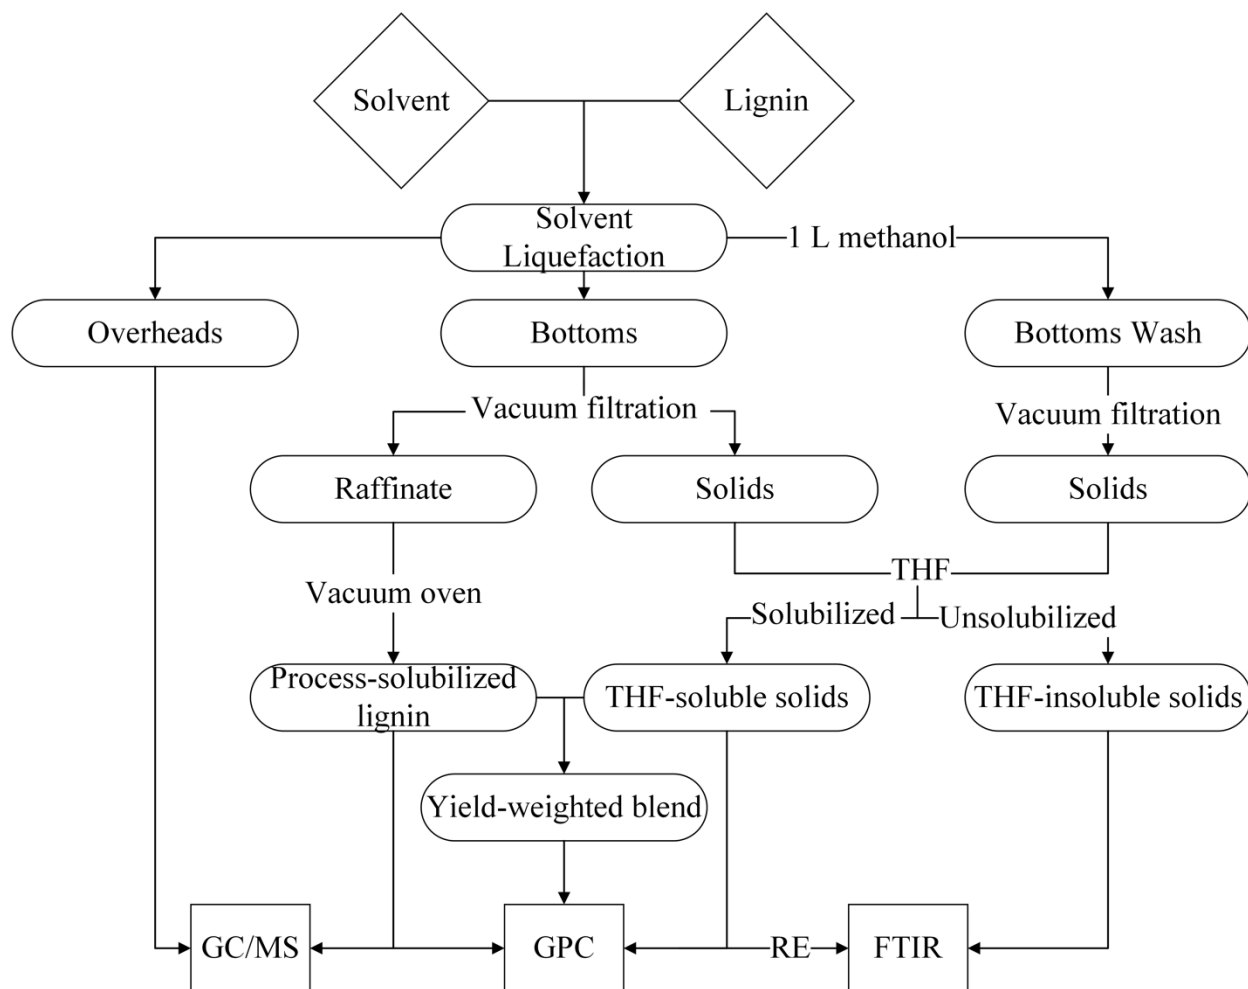 Solvent
Lignin
Solvent
Liquefaction
1 L methanol
Overheads
Bottoms
Bottoms Wash
Vacuum filtration
Vacuum filtration
Raffinate
Solids
Solids
THF
Vacuum oven
Solubilized
Unsolubilized
Process-solubilized
lignin
THF-soluble solids
THF-insoluble solids
Yield-weighted blend
GC/MS
GPC
RE
FTIR